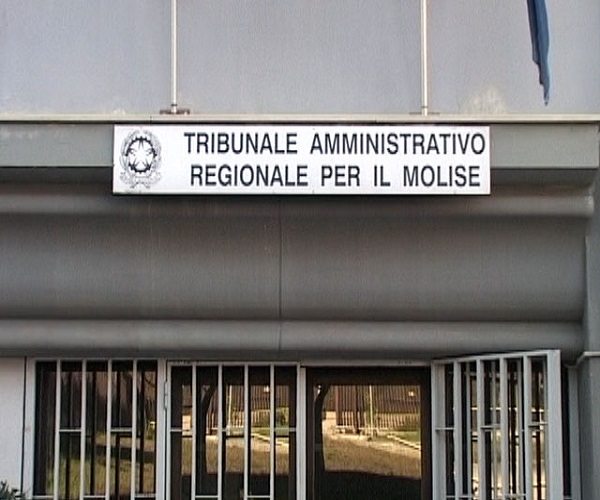 TRIBUNALE AMMINISTRATIVO
REGIONALE PER IL MOLISE